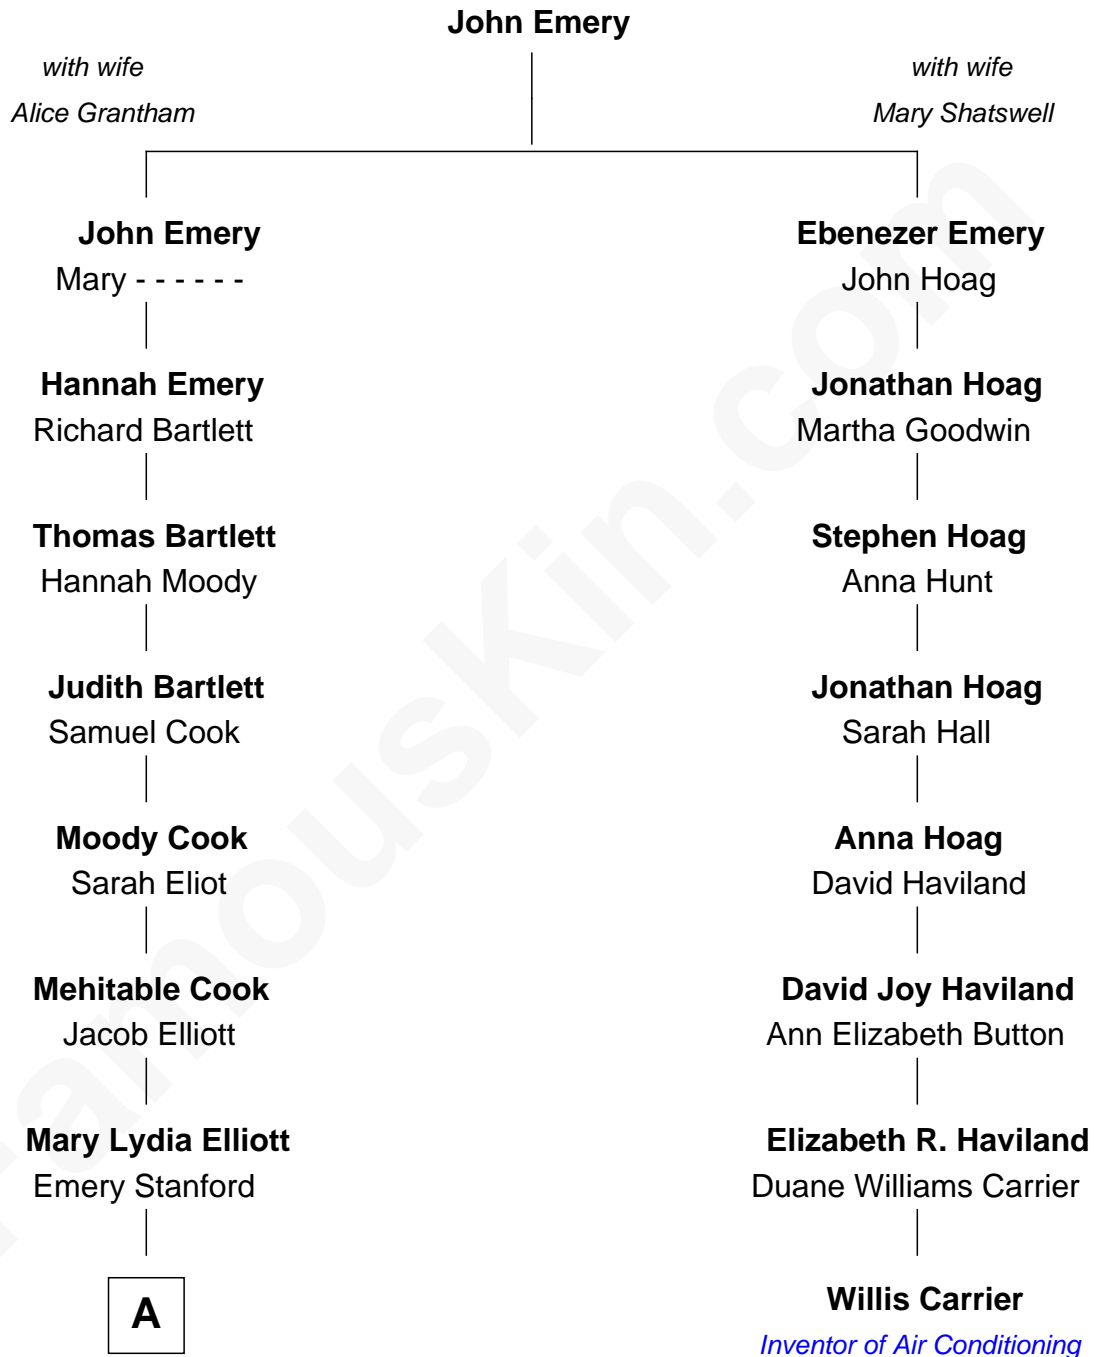 John Emery
with wife
Alice Grantham
with wife
Mary Shatswell
John Emery
Mary - - - - - -
Ebenezer Emery
John Hoag
Hannah Emery
Richard Bartlett
Jonathan Hoag
Martha Goodwin
Thomas Bartlett
Hannah Moody
Stephen Hoag
Anna Hunt
Judith Bartlett
Samuel Cook
Jonathan Hoag
Sarah Hall
Moody Cook
Sarah Eliot
Anna Hoag
David Haviland
Mehitable Cook
Jacob Elliott
David Joy Haviland
Ann Elizabeth Button
Mary Lydia Elliott
Emery Stanford
Elizabeth R. Haviland
Duane Williams Carrier
A
Willis Carrier
Inventor of Air Conditioning
FamousKin.com